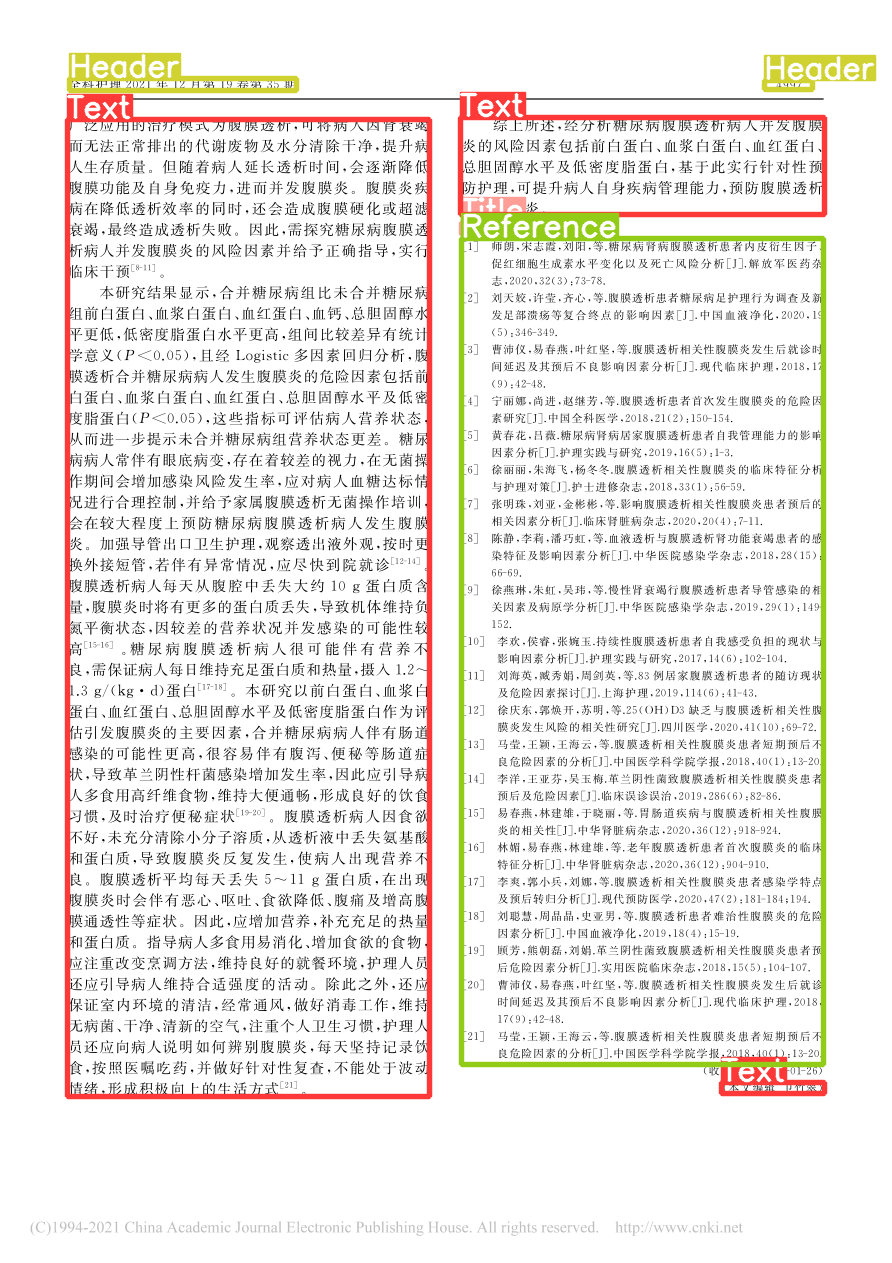 Header
全科护理 2021 年 12 月第 19 卷第 35 期
Header
Text
广泛应用的治疗模式为腹膜透析,可将病人因肾衰竭
而无法正常排出的代谢废物及水分清除干净,提升病
人生存质量。但随着病人延长透析时间,会逐渐降低
腹膜功能及自身免疫力,进而并发腹膜炎。腹膜炎疾
病在降低透析效率的同时,还会造成腹膜硬化或超滤
衰竭,最终造成透析失败。因此,需探究糖尿病腹膜透
析病人并发腹膜炎的风险因素并给予正确指导,实行
临床干预[8-11]。
本研究结果显示,合并糖尿病组比未合并糖尿病
组前白蛋白、血浆白蛋白、血红蛋白、血钙、总胆固醇水
平更低,低密度脂蛋白水平更高,组间比较差异有统计
学意义(P<0.05),且经 Logistic 多因素回归分析,腹
膜透析合并糖尿病病人发生腹膜炎的危险因素包括前
白蛋白、血浆白蛋白、血红蛋白、总胆固醇水平及低密
度脂蛋白(P<0.05),这些指标可评估病人营养状态,
从而进一步提示未合并糖尿病组营养状态更差。糖尿
病病人常伴有眼底病变,存在着较差的视力,在无菌操
作期间会增加感染风险发生率,应对病人血糖达标情
况进行合理控制,并给予家属腹膜透析无菌操作培训,
会在较大程度上预防糖尿病腹膜透析病人发生腹膜
炎。加强导管出口卫生护理,观察透出液外观,按时更
换外接短管,若伴有异常情况,应尽快到院就诊[12-14]。
腹膜透析病人每天从腹腔中丢失大约 10 g 蛋白质含
量,腹膜炎时将有更多的蛋白质丢失,导致机体维持负
氮平衡状态,因较差的营养状况并发感染的可能性较
高[15-16]。糖尿病腹膜透析病人很可能伴有营养不
良,需保证病人每日维持充足蛋白质和热量,摄入 1.2~
1.3 g/(kg·d)蛋白[17-18]。本研究以前白蛋白、血浆白
蛋白、血红蛋白、总胆固醇水平及低密度脂蛋白作为评
估引发腹膜炎的主要因素,合并糖尿病病人伴有肠道
感染的可能性更高,很容易伴有腹泻、便秘等肠道症
状,导致革兰阴性杆菌感染增加发生率,因此应引导病
人多食用高纤维食物,维持大便通畅,形成良好的饮食
习惯,及时治疗便秘症状[19-20]。腹膜透析病人因食欲
不好,未充分清除小分子溶质,从透析液中丢失氨基酸
和蛋白质,导致腹膜炎反复发生,使病人出现营养不
良。腹膜透析平均每天丢失 5~11 g 蛋白质,在出现
腹膜炎时会伴有恶心、呕吐、食欲降低、腹痛及增高腹
膜通透性等症状。因此,应增加营养,补充充足的热量
和蛋白质。指导病人多食用易消化、增加食欲的食物,
应注重改变烹调方法,维持良好的就餐环境,护理人员
还应引导病人维持合适强度的活动。除此之外,还应
保证室内环境的清洁,经常通风,做好消毒工作,维持
无病菌、干净、清新的空气,注重个人卫生习惯,护理人
员还应向病人说明如何辨别腹膜炎,每天坚持记录饮
食,按照医嘱吃药,并做好针对性复查,不能处于波动
情绪,形成积极向上的生活方式[21]。
Text
综上所述,经分析糖尿病腹膜透析病人并发腹膜
炎的风险因素包括前白蛋白、血浆白蛋白、血红蛋白、
总胆固醇水平及低密度脂蛋白,基于此实行针对性预
防护理,可提升病人自身疾病管理能力,预防腹膜透析
炎。
Title
Reference
[1] 师朗,宋志霞,刘阳,等.糖尿病肾病腹膜透析患者内皮衍生因子、
促红细胞生成素水平变化以及死亡风险分析[J].解放军医药杂
志,2020,32(3):73-78.
[2] 刘天姣,许莹,齐心,等.腹膜透析患者糖尿病足护理行为调查及新
发足部溃疡等复合终点的影响因素[J].中国血液净化,2020,19
(5):346-349.
[3] 曹沛仪,易春燕,叶红坚,等.腹膜透析相关性腹膜炎发生后就诊时
间延迟及其预后不良影响因素分析[J].现代临床护理,2018,17
(9):42-48.
[4] 宁丽娜,尚进,赵继芳,等.腹膜透析患者首次发生腹膜炎的危险因
素研究[J].中国全科医学,2018,21(2):150-154.
[5] 黄春花,吕薇.糖尿病肾病居家腹膜透析患者自我管理能力的影响
因素分析[J].护理实践与研究,2019,16(5):1-3.
[6] 徐丽丽,朱海飞,杨冬冬.腹膜透析相关性腹膜炎的临床特征分析
与护理对策[J].护士进修杂志,2018,33(1):56-59.
[7] 张明珠,刘亚,金彬彬,等.影响腹膜透析相关性腹膜炎患者预后的
相关因素分析[J].临床肾脏病杂志,2020,20(4):7-11.
[8] 陈静,李莉,潘巧虹,等.血液透析与腹膜透析肾功能衰竭患者的感
染特征及影响因素分析[J].中华医院感染学杂志,2018,28(15):
66-69.
[9] 徐燕琳,朱虹,吴玮,等.慢性肾衰竭行腹膜透析患者导管感染的相
关因素及病原学分析[J].中华医院感染学杂志,2019,29(1):149-
152.
[10] 李欢,侯睿,张婉玉.持续性腹膜透析患者自我感受负担的现状与
影响因素分析[J].护理实践与研究,2017,14(6):102-104.
[11] 刘海英,臧秀娟,周剑英,等.83 例居家腹膜透析患者的随访现状
及危险因素探讨[J].上海护理,2019,114(6):41-43.
[12] 徐庆东,郭焕开,苏明,等.25(OH)D3 缺乏与腹膜透析相关性腹
膜炎发生风险的相关性研究[J].四川医学,2020,41(10):69-72.
[13] 马莹,王颖,王海云,等.腹膜透析相关性腹膜炎患者短期预后不
良危险因素的分析[J].中国医学科学院学报,2018,40(1):13-20.
[14] 李洋,王亚芬,吴玉梅.革兰阴性菌致腹膜透析相关性腹膜炎患者
预后及危险因素[J].临床误诊误治,2019,286(6):82-86.
[15] 易春燕,林建雄,于晓丽,等.胃肠道疾病与腹膜透析相关性腹膜
炎的相关性[J].中华肾脏病杂志,2020,36(12):918-924.
[16] 林媚,易春燕,林建雄,等.老年腹膜透析患者首次腹膜炎的临床
特征分析[J].中华肾脏病杂志,2020,36(12):904-910.
[17] 李爽,郭小兵,刘娜,等.腹膜透析相关性腹膜炎患者感染学特点
及预后转归分析[J].现代预防医学,2020,47(2):181-184;194.
[18] 刘聪慧,周晶晶,史亚男,等.腹膜透析患者难治性腹膜炎的危险
因素分析[J].中国血液净化,2019,18(4):15-19.
[19] 顾芳,熊朝磊,刘娟.革兰阴性菌致腹膜透析相关性腹膜炎患者预
后危险因素分析[J].实用医院临床杂志,2018,15(5):104-107.
[20] 曹沛仪,易春燕,叶红坚,等.腹膜透析相关性腹膜炎发生后就诊
时间延迟及其预后不良影响因素分析[J].现代临床护理,2018,
17(9):42-48.
[21] 马莹,王颖,王海云,等.腹膜透析相关性腹膜炎患者短期预后不
良危险因素的分析[J].中国医学科学院学报,2018,40(1):13-20.
(收 -01-26)
Text
(C)1994-2021 China Academic Journal Electronic Publishing House. All rights reserved. http://www.cnki.net